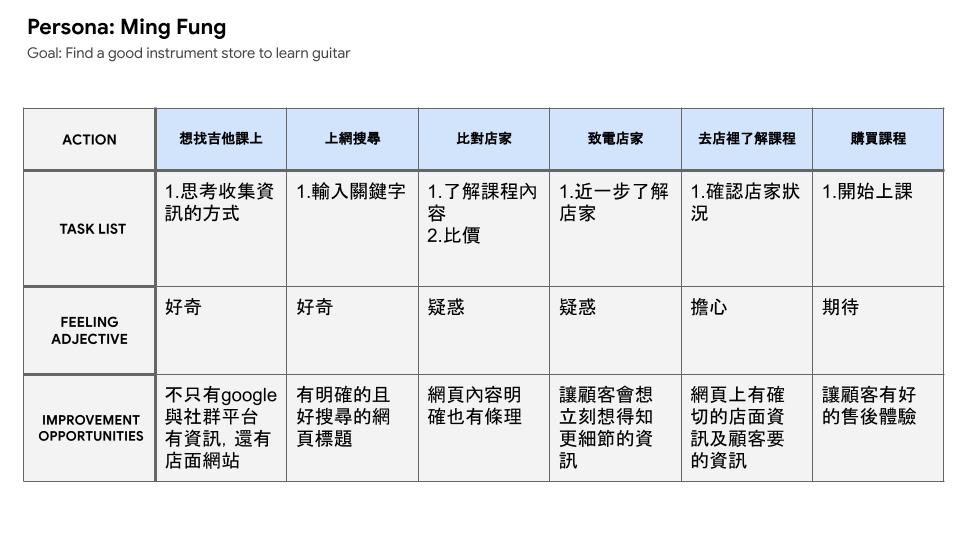 Persona: Ming Fung
Goal: Find a good instrument store to learn guitar
ACTION
想找吉他課上
上網搜尋
比對店家
致電店家
去店裡了解課程
購買課程
TASK LIST
1.思考收集資
訊的方式
1.輸入關鍵字
1.了解課程內
容
2.比價
1.近一步了解
店家
1.確認店家狀
況
1.開始上課
FEELING
ADJECTIVE
好奇
好奇
疑惑
疑惑
擔心
期待
IMPROVEMENT
OPPORTUNITIES
不只有google
與社群平台
有資訊，還有
店面網站
有明確的且
好搜尋的網
頁標題
網頁內容明
確也有條理
讓顧客會想
立刻想得知
更細節的資
訊
網頁上有確
切的店面資
訊及顧客要
的資訊
讓顧客有好
的售後體驗